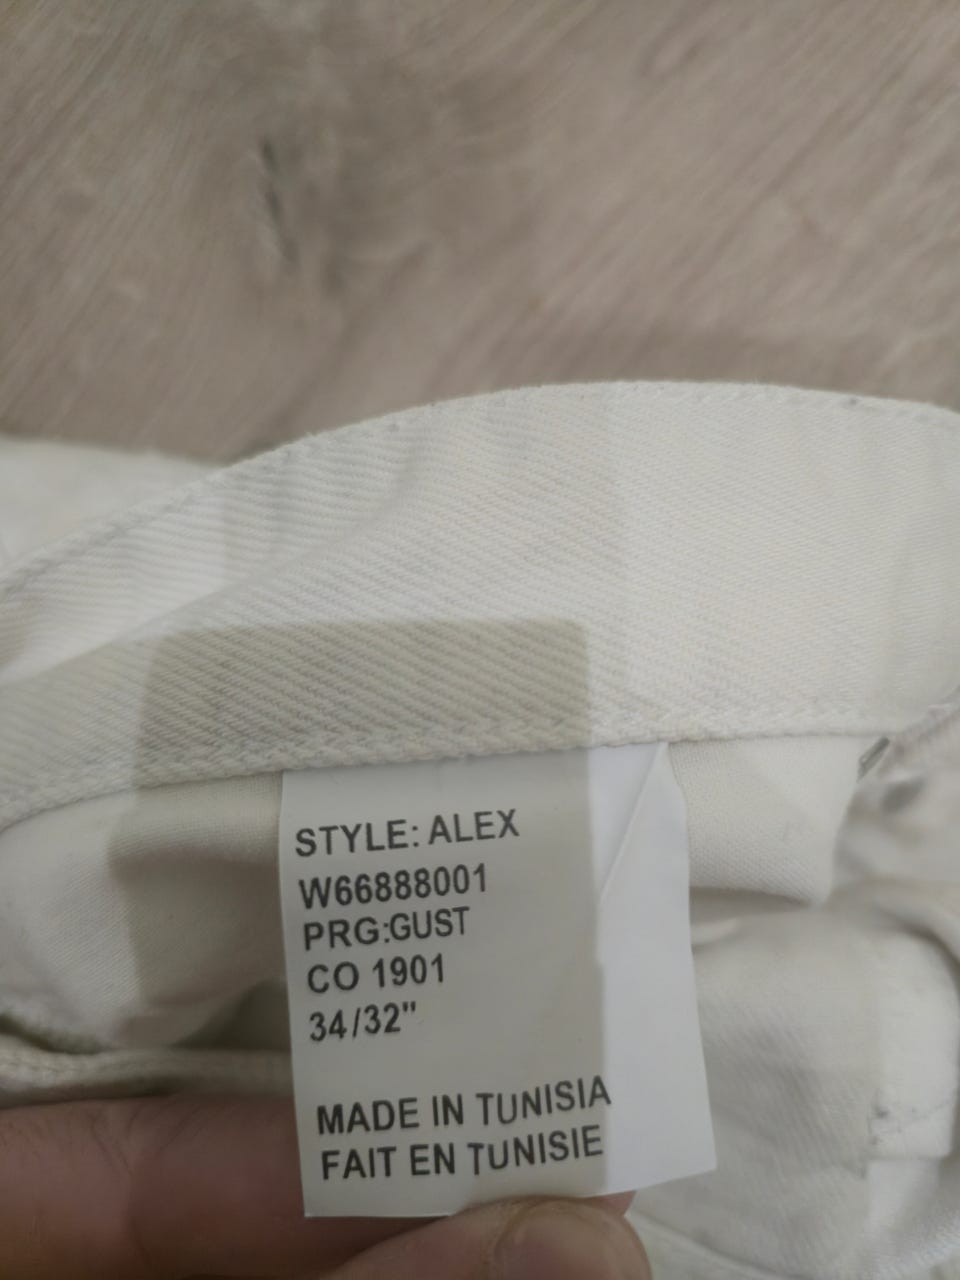 STYLE: ALEX
W66888001
PRG:GUST
CO 1901
34/32"
MADE IN TUNISIA
FAIT EN TUNISIE